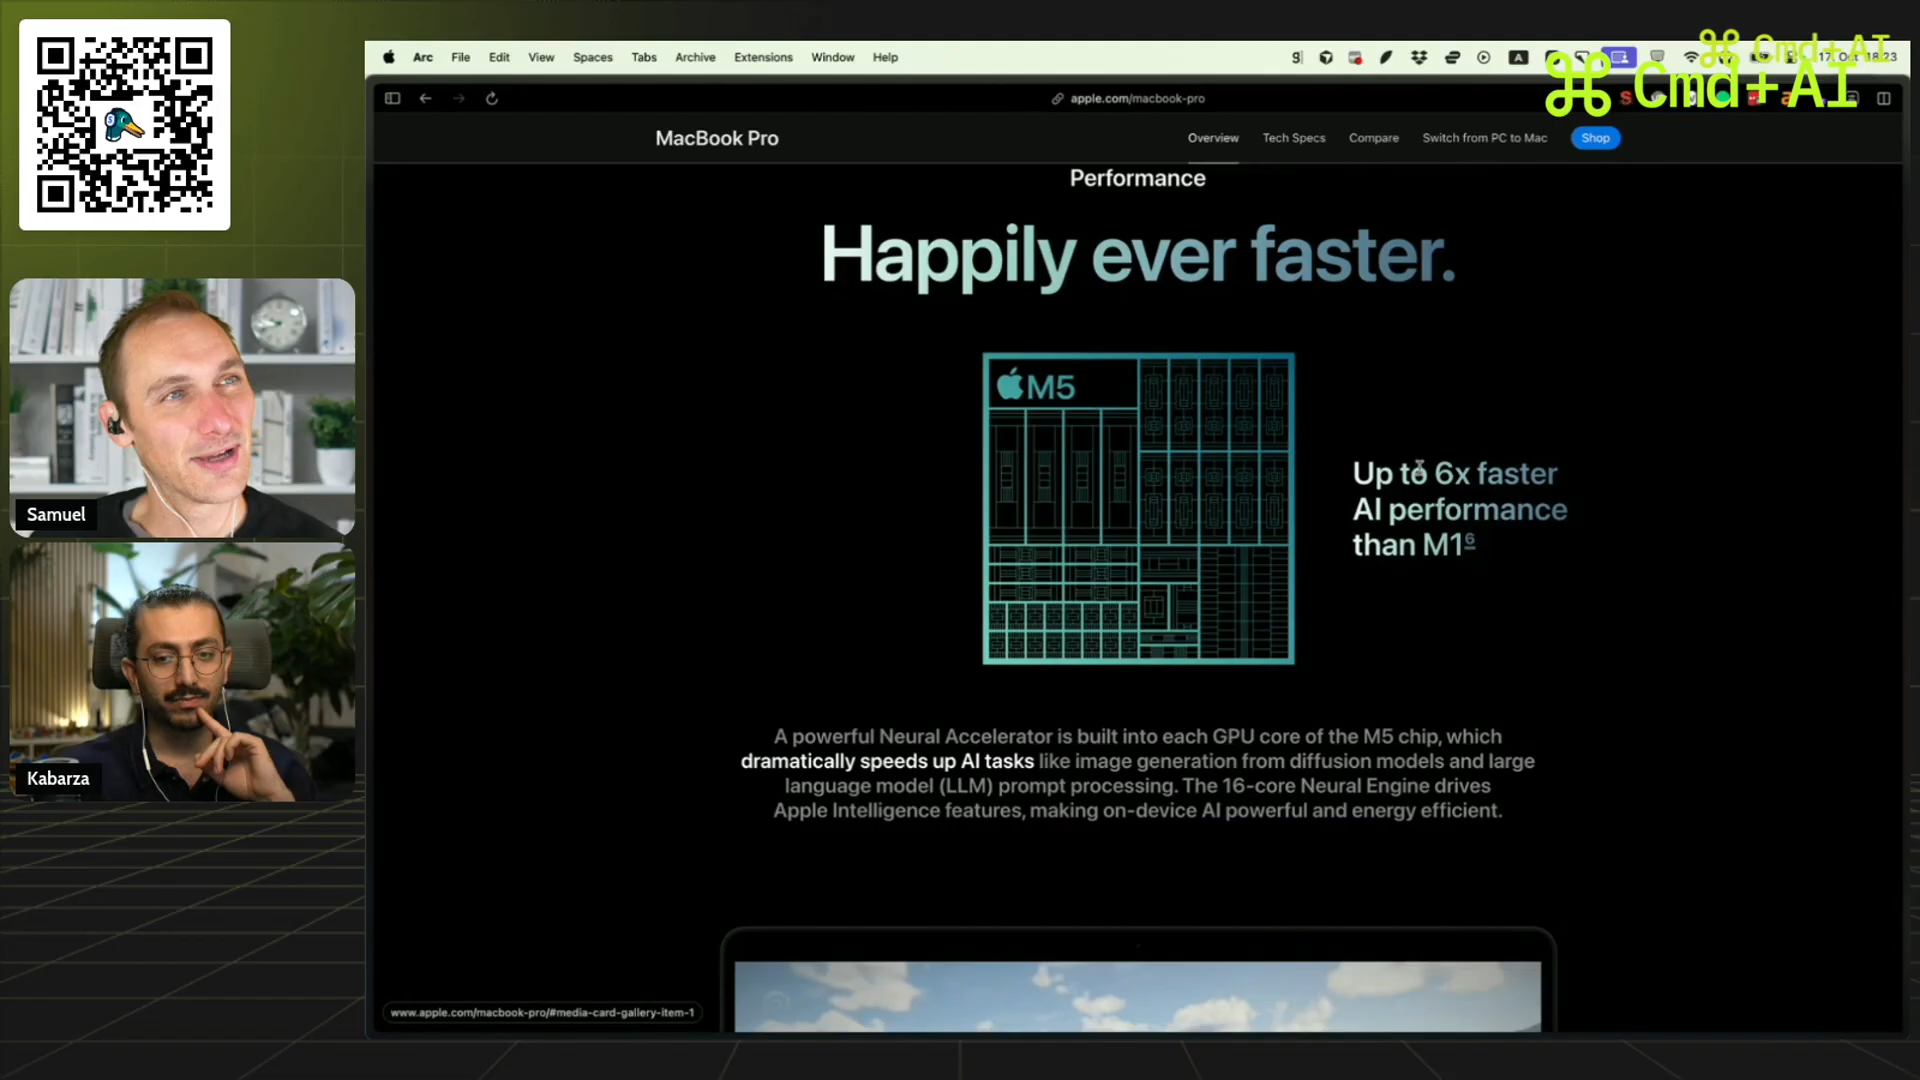 Arc File Edit View Spaces Tabs Archive Extensions Window Help
Cmd+AI
Cmd+AI
apple.com/macbook-pro
MacBook Pro
Overview Tech Specs Compare Switch from PC to Mac Shop
Performance
Happily ever faster.
M5
Up to 6x faster
AI performance
than M1⁶
A powerful Neural Accelerator is built into each GPU core of the M5 chip, which
dramatically speeds up AI tasks like image generation from diffusion models and large
language model (LLM) prompt processing. The 16-core Neural Engine drives
Apple Intelligence features, making on-device AI powerful and energy efficient.
www.apple.com/macbook-pro/#media-card-gallery-item-1
Samuel
Kabarza